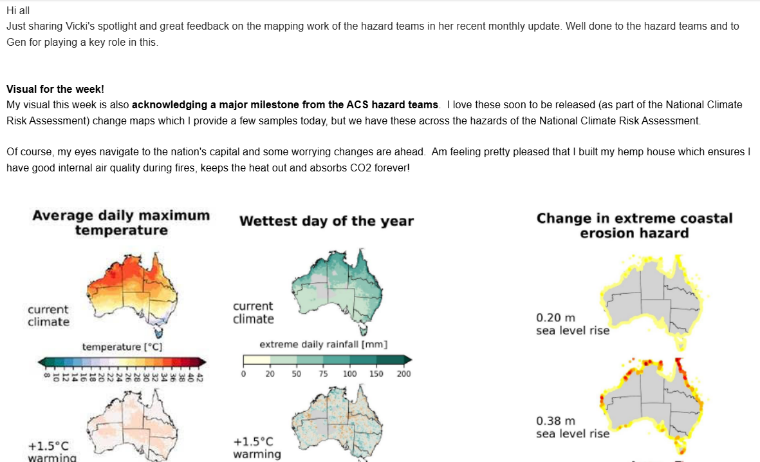 Hi all
Just sharing Vicki's spotlight and great feedback on the mapping work of the hazard teams in her recent monthly update. Well done to the hazard teams and to
Gen for playing a key role in this.
Visual for the week!
My visual this week is also acknowledging a major milestone from the ACS hazard teams. I love these soon to be released (as part of the National Climate
Risk Assessment) change maps which I provide a few samples today, but we have these across the hazards of the National Climate Risk Assessment.
Of course, my eyes navigate to the nation's capital and some worrying changes are ahead. Am feeling pretty pleased that I built my hemp house which ensures I
have good internal air quality during fires, keeps the heat out and absorbs CO2 forever!
Average daily maximum
temperature
current
climate
temperature [°C]
8 10 12 14 16 18 20 22 24 26 28 30 32 34 36 38 40 42
+1.5°C
warming
Wettest day of the year
current
climate
extreme daily rainfall [mm]
0 20 50 75 100 150 200
+1.5°C
warming
Change in extreme coastal
erosion hazard
0.20 m
sea level rise
0.38 m
sea level rise